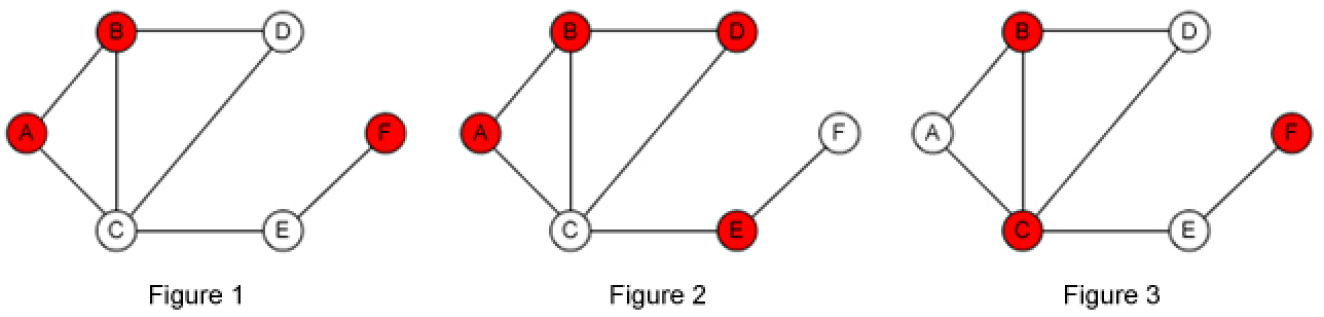 B D B D B D
A F A F A F
C E C E C E
Figure 1 Figure 2 Figure 3